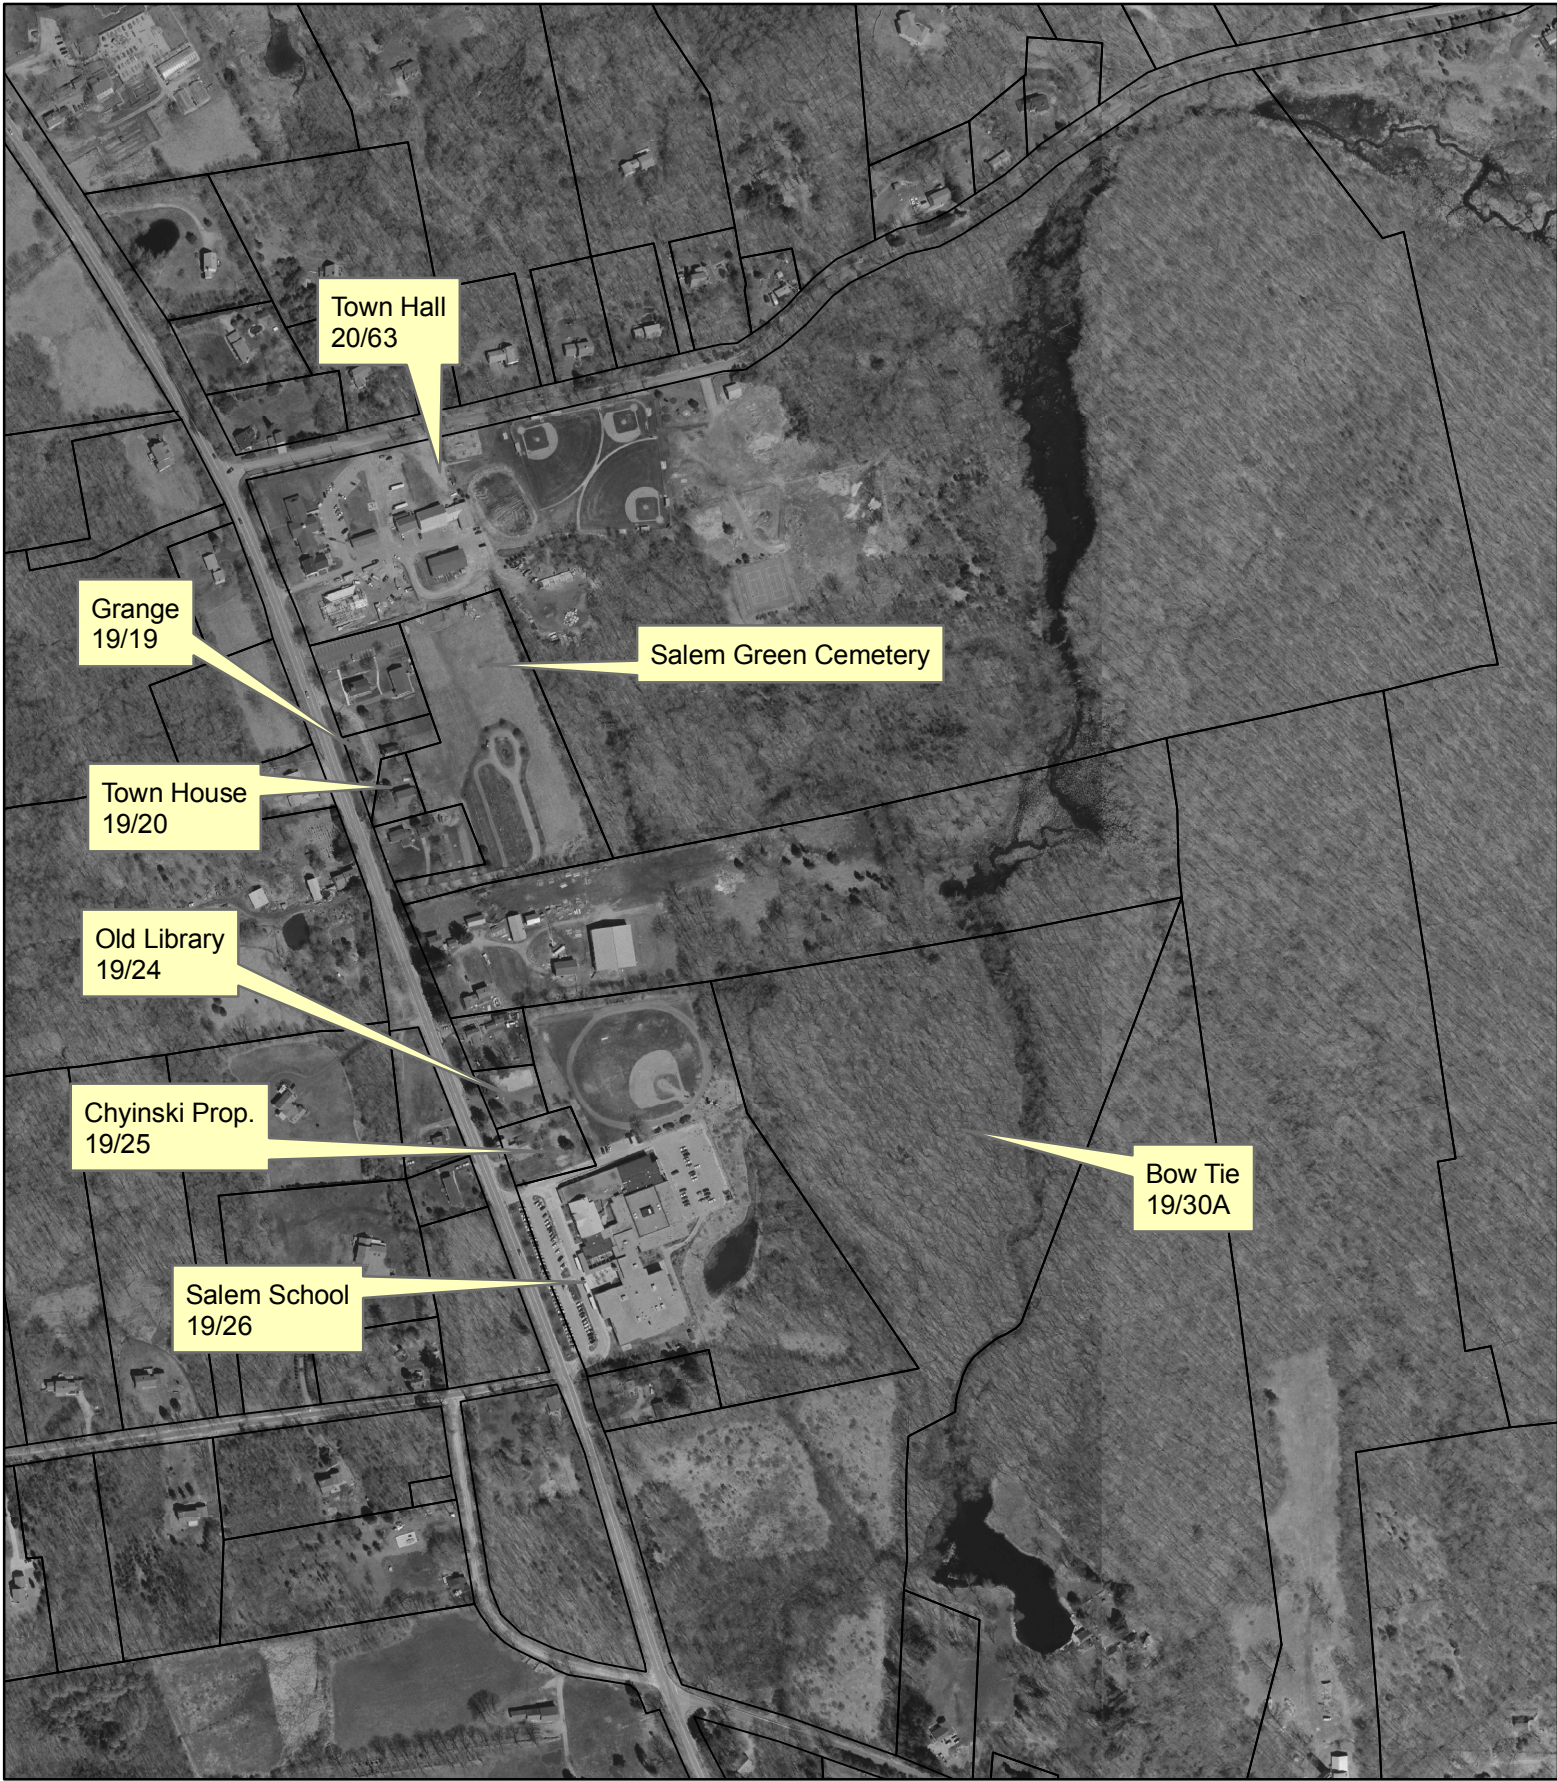 Town Hall
20/63
Grange
19/19
Salem Green Cemetery
Town House
19/20
Old Library
19/24
Chyinski Prop.
19/25
Bow Tie
19/30A
Salem School
19/26